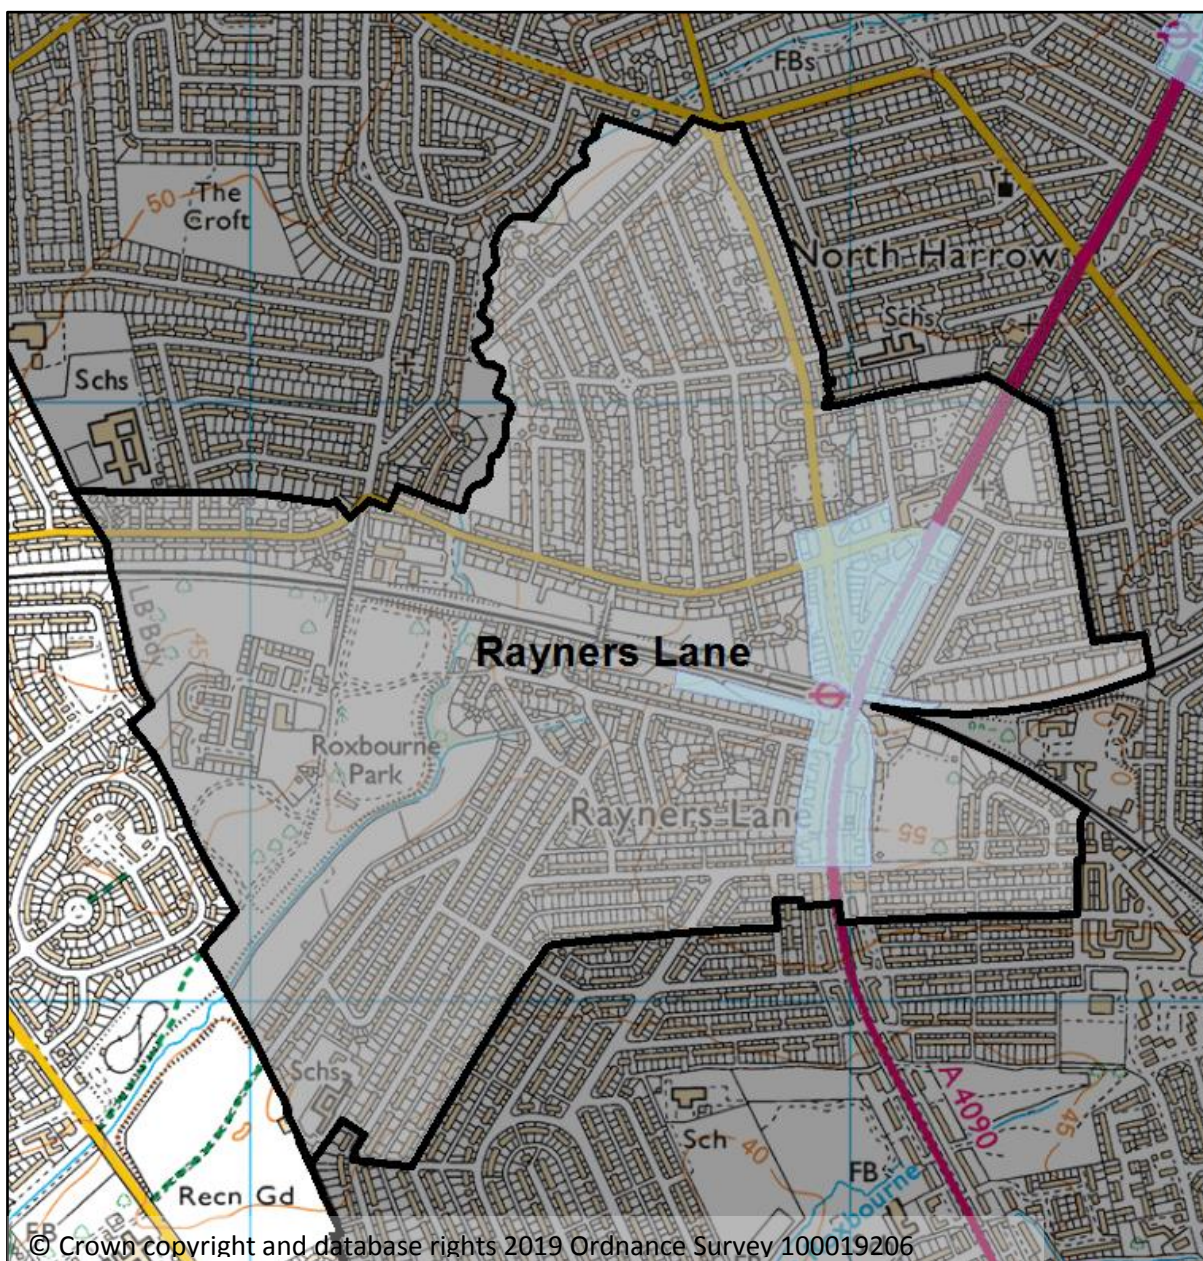 FBs
The
Croft
50
North Harrow
Schs
Schs
LB Bdy
45
Rayners Lane
Roxbourne
Park
Rayners Lane
55
Schs
A 4090
Sch
40
45
FB
Recn Gd
FB
xbourne
© Crown copyright and database rights 2019 Ordnance Survey 100019206